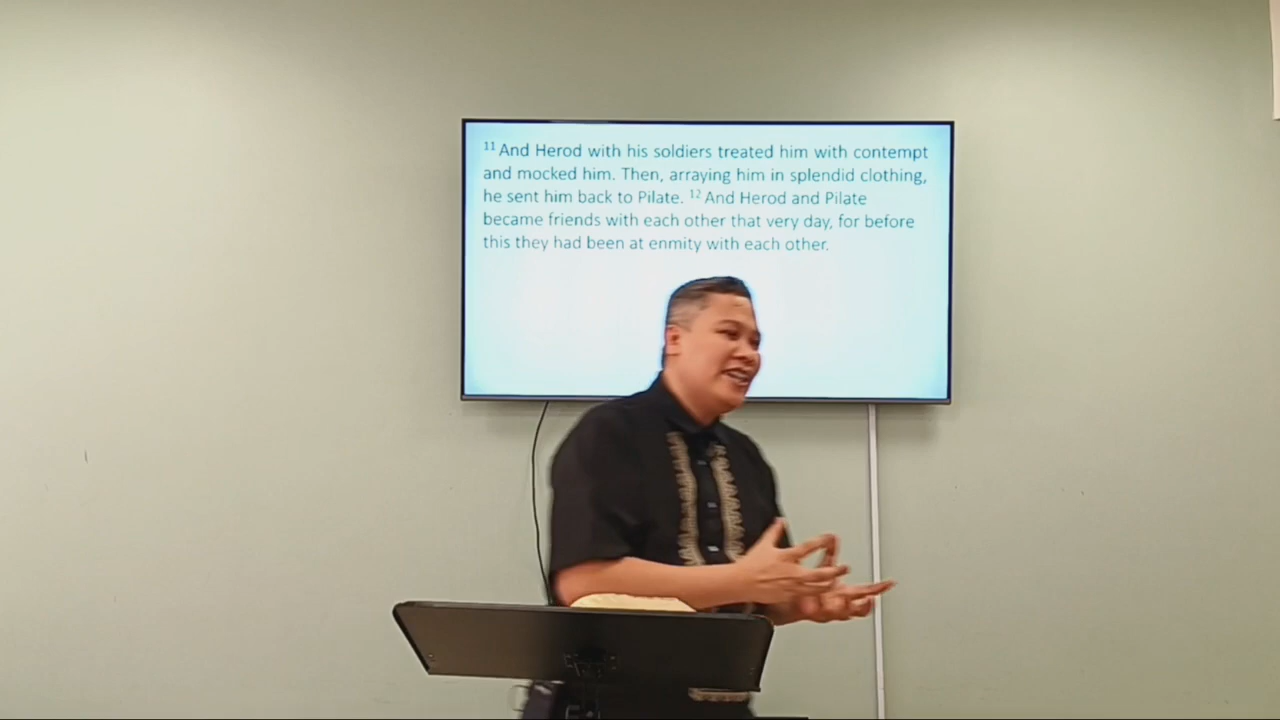 11 And Herod with his soldiers treated him with contempt
and mocked him. Then, arraying him in splendid clothing,
he sent him back to Pilate. 12 And Herod and Pilate
became friends with each other that very day, for before
this they had been at enmity with each other.